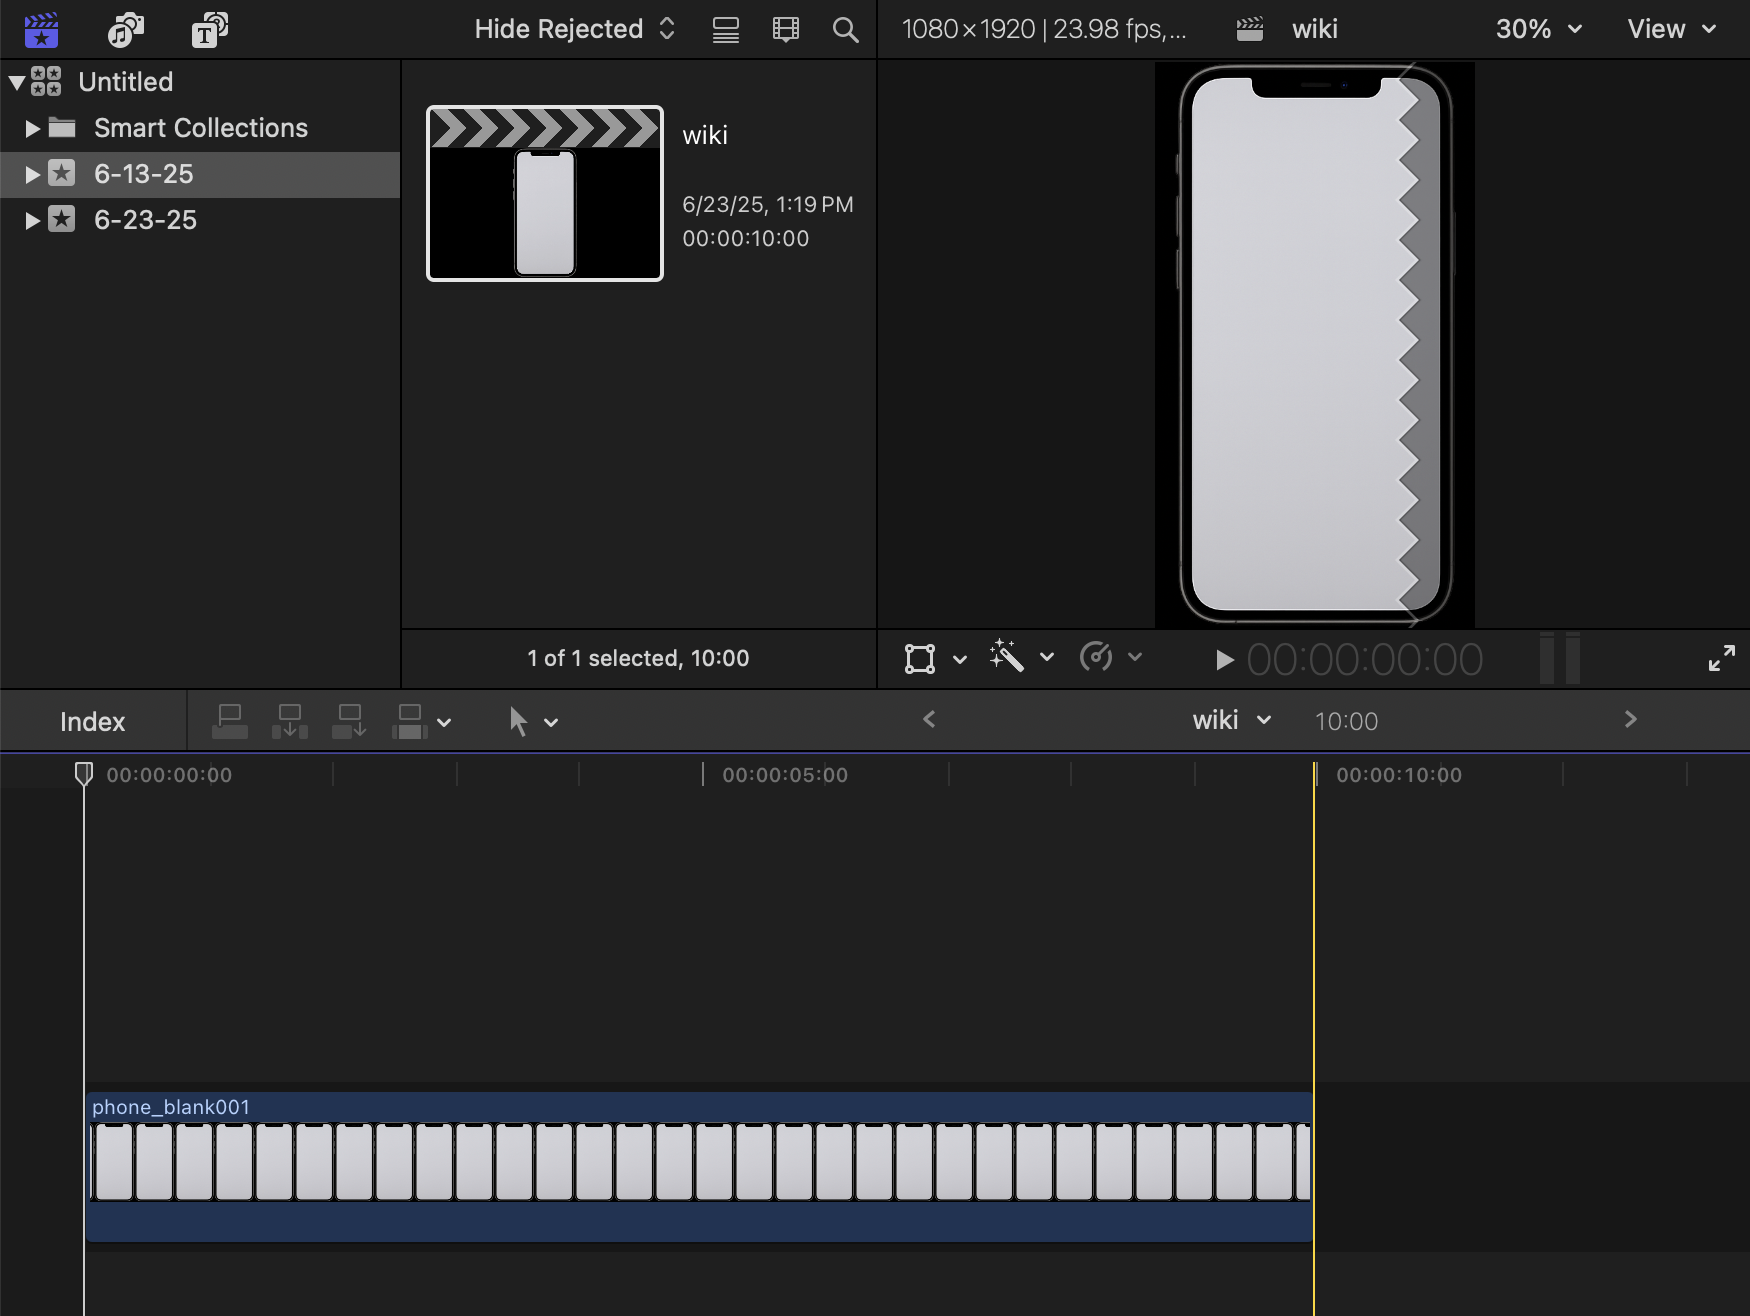 Hide Rejected
1080×1920 | 23.98 fps,...
wiki
30%
View
Untitled
Smart Collections
6-13-25
6-23-25
wiki
6/23/25, 1:19 PM
00:00:10:00
1 of 1 selected, 10:00
00:00:00:00
Index
wiki
10:00
00:00:00:00
00:00:05:00
00:00:10:00
phone_blank001